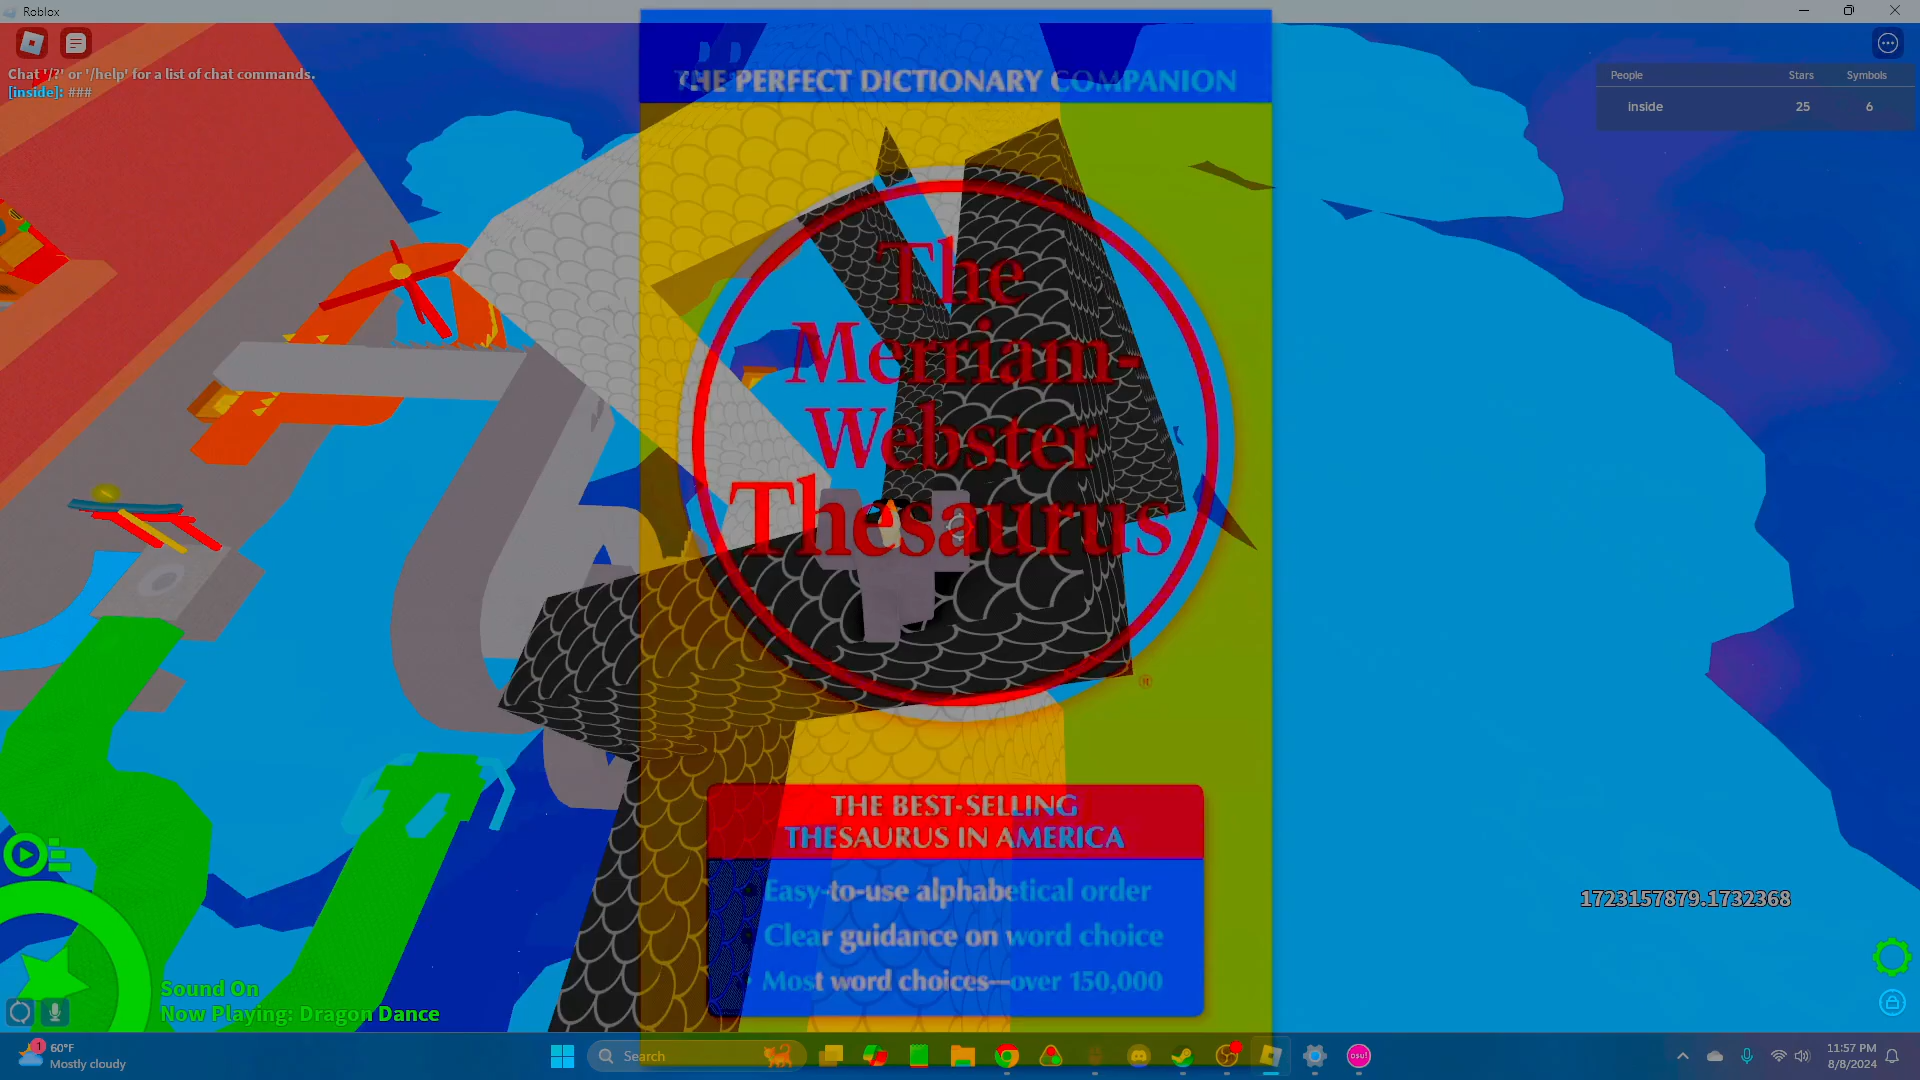 Roblox
Chat '/?' or '/help' for a list of chat commands.
[inside]: ###
People Stars Symbols
inside 25 6
THE PERFECT DICTIONARY COMPANION
The
Merriam-
Webster
Thesaurus
®
THE BEST-SELLING
THESAURUS IN AMERICA
• Easy-to-use alphabetical order
• Clear guidance on word choice
• Most word choices—over 150,000
1723157879.1732368
Sound On
Now Playing: Dragon Dance
1
60°F
Mostly cloudy
Search
osu!
11:57 PM
8/8/2024